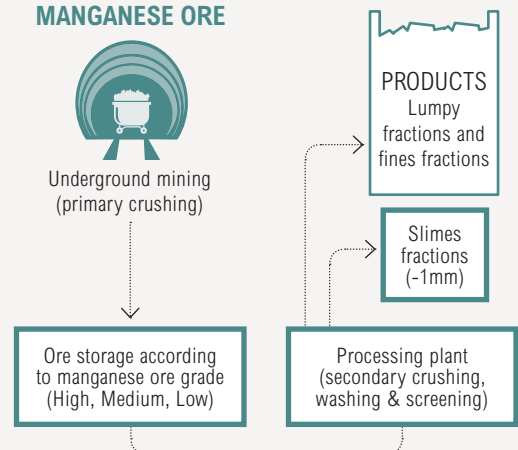 MANGANESE ORE
Underground mining
(primary crushing)
Ore storage according
to manganese ore grade
(High, Medium, Low)
PRODUCTS
Lumpy
fractions and
fines fractions
Slimes
fractions
(-1mm)
Processing plant
(secondary crushing,
washing & screening)